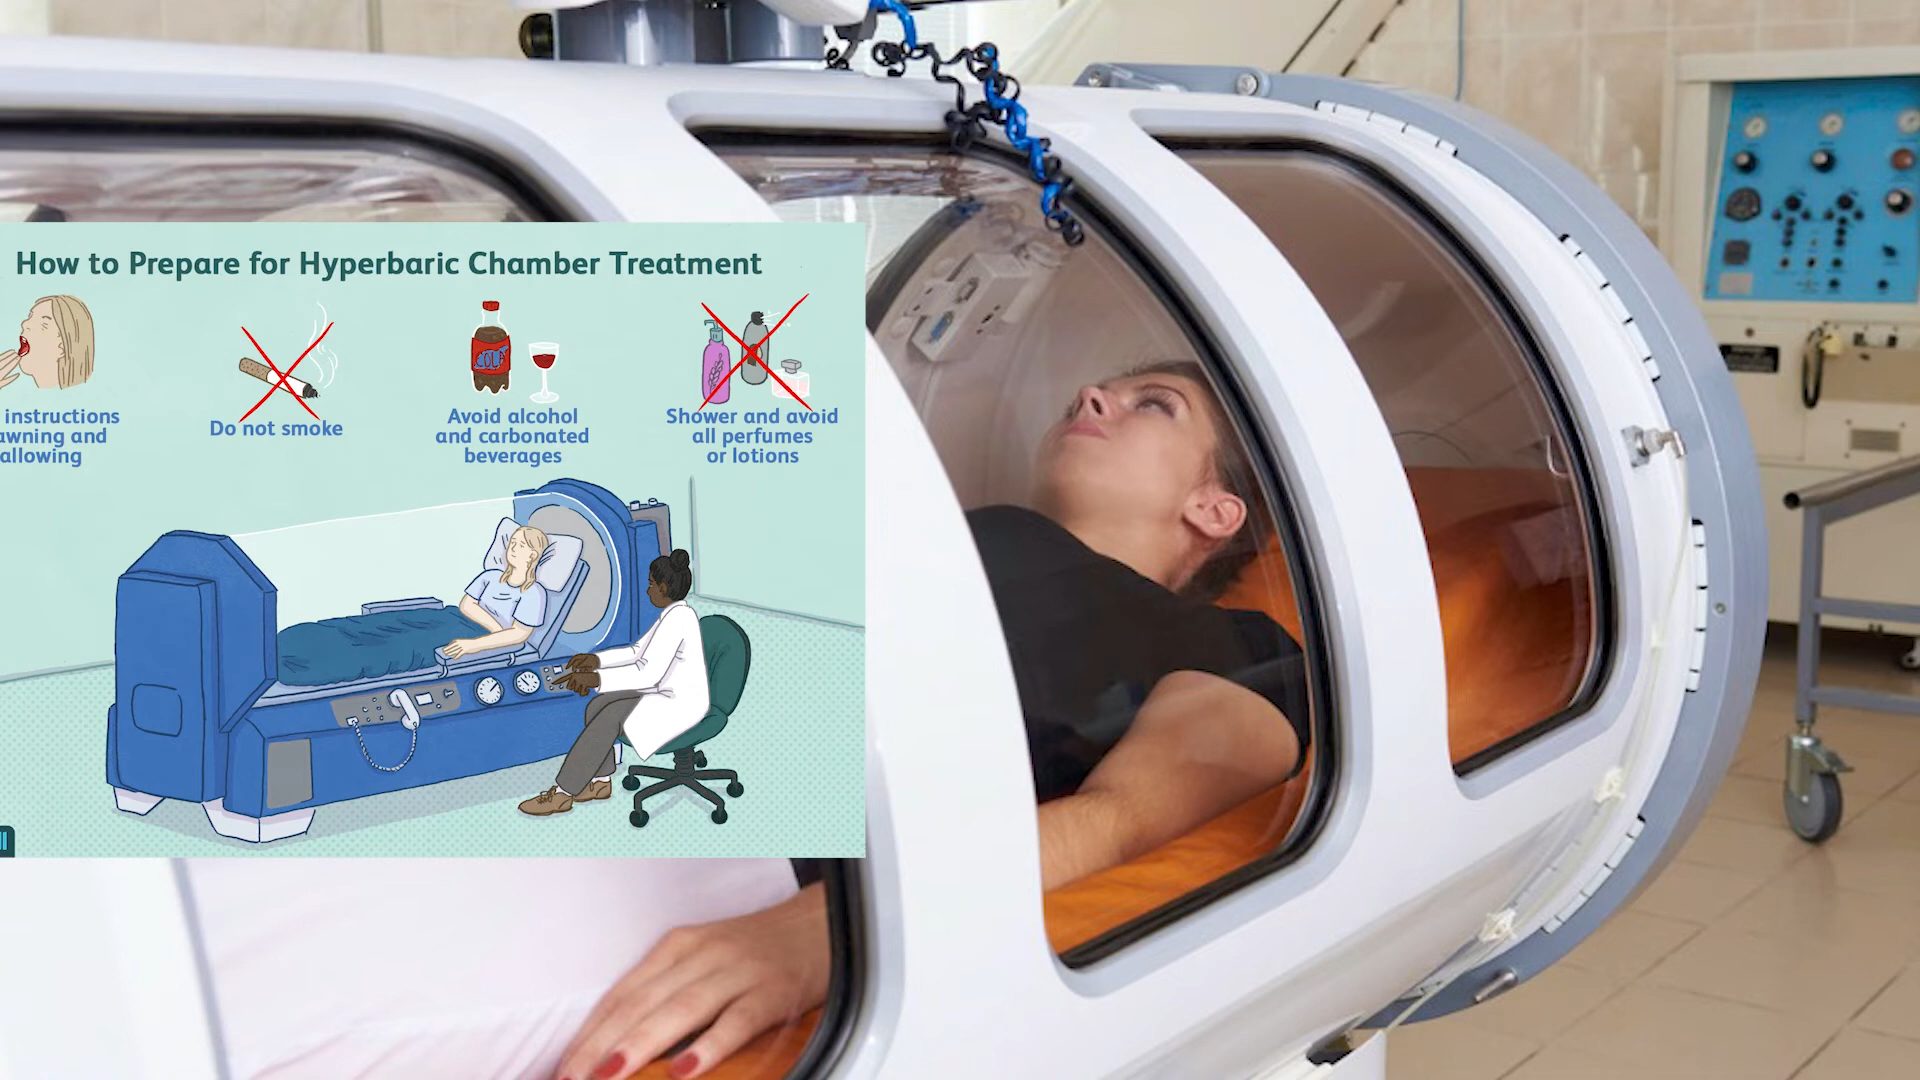 How to Prepare for Hyperbaric Chamber Treatment
instructions
awning and
allowing
Do not smoke
COLA
Avoid alcohol
and carbonated
beverages
Shower and avoid
all perfumes
or lotions